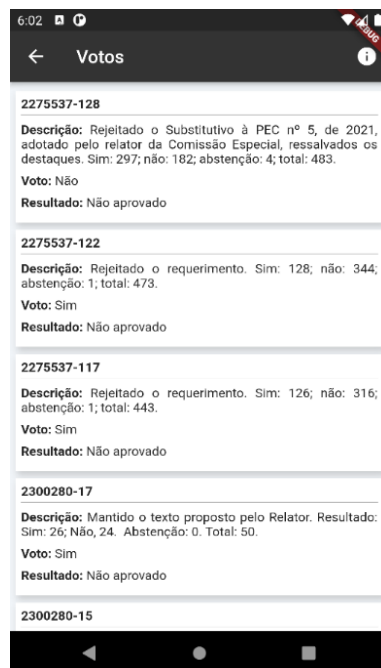 6:02
DEBUG
Votos
2275537-128
Descrição: Rejeitado o Substitutivo à PEC nº 5, de 2021,
adotado pelo relator da Comissão Especial, ressalvados os
destaques. Sim: 297; não: 182; abstenção: 4; total: 483.
Voto: Não
Resultado: Não aprovado
2275537-122
Descrição: Rejeitado o requerimento. Sim: 128; não: 344;
abstenção: 1; total: 473.
Voto: Sim
Resultado: Não aprovado
2275537-117
Descrição: Rejeitado o requerimento. Sim: 126; não: 316;
abstenção: 1; total: 443.
Voto: Sim
Resultado: Não aprovado
2300280-17
Descrição: Mantido o texto proposto pelo Relator. Resultado:
Sim: 26; Não, 24. Abstenção: 0. Total: 50.
Voto: Sim
Resultado: Não aprovado
2300280-15